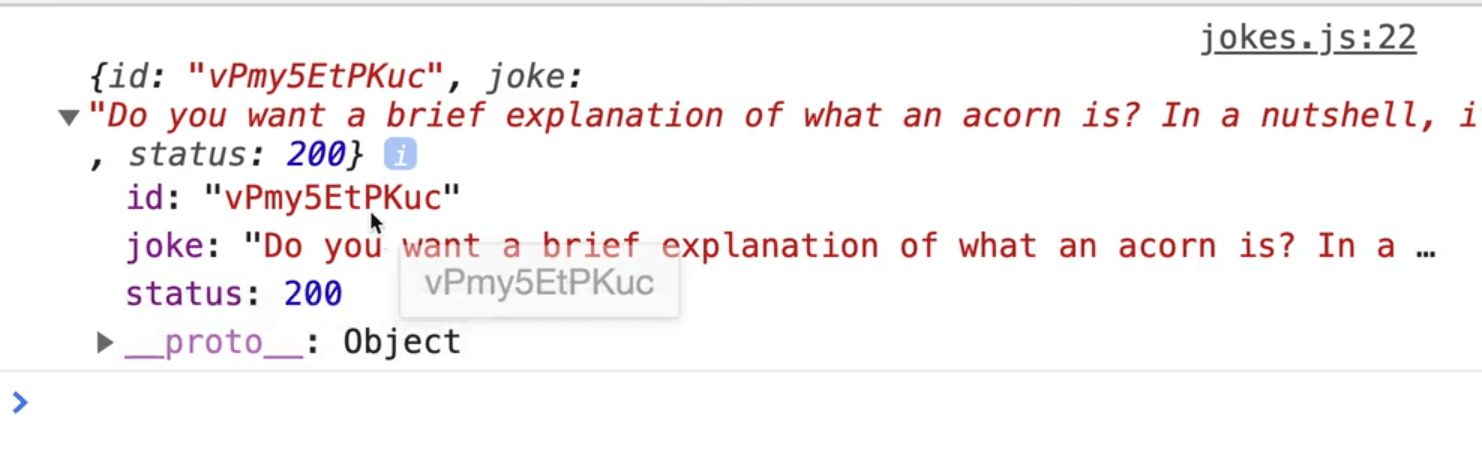 jokes.js:22
{id: "vPmy5EtPKuc", joke:
▼"Do you want a brief explanation of what an acorn is? In a nutshell, i
, status: 200} i
id: "vPmy5EtPKuc"
joke: "Do you want a brief explanation of what an acorn is? In a …
vPmy5EtPKuc
status: 200
▶__proto__: Object
>